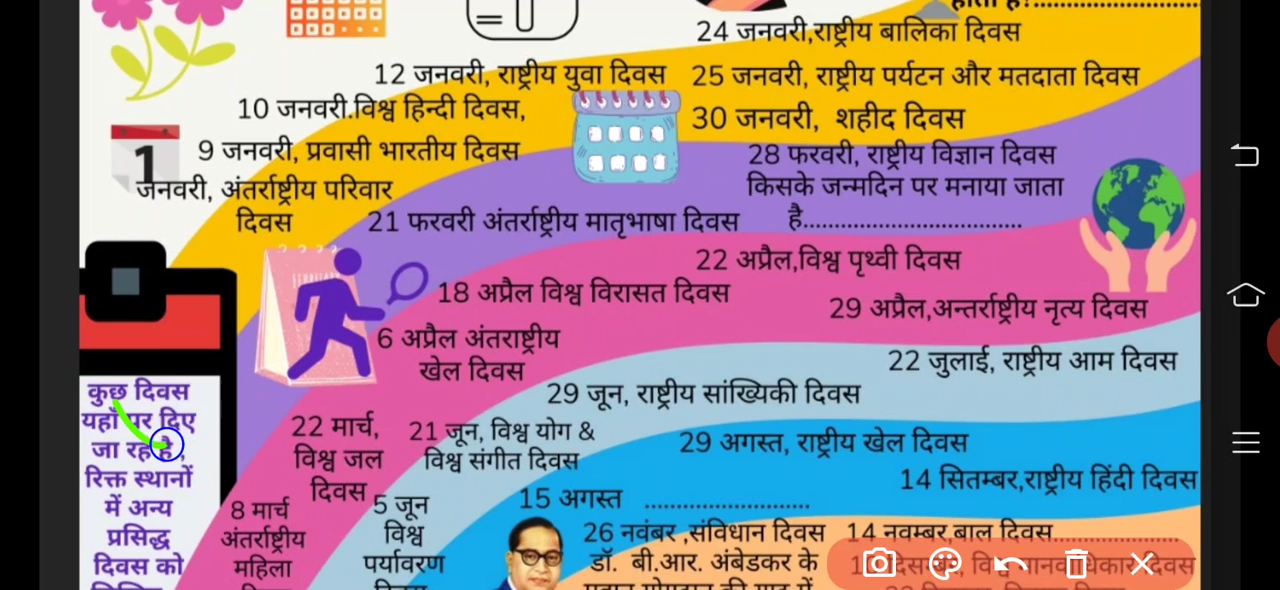 24 जनवरी,राष्ट्रीय बालिका दिवस
12 जनवरी, राष्ट्रीय युवा दिवस
25 जनवरी, राष्ट्रीय पर्यटन और मतदाता दिवस
10 जनवरी.विश्व हिन्दी दिवस,
30 जनवरी, शहीद दिवस
1
9 जनवरी, प्रवासी भारतीय दिवस
28 फरवरी, राष्ट्रीय विज्ञान दिवस
किसके जन्मदिन पर मनाया जाता
है.....................................
जनवरी, अंतर्राष्ट्रीय परिवार
दिवस
21 फरवरी अंतर्राष्ट्रीय मातृभाषा दिवस
22 अप्रैल,विश्व पृथ्वी दिवस
18 अप्रैल विश्व विरासत दिवस
29 अप्रैल,अन्तर्राष्ट्रीय नृत्य दिवस
6 अप्रैल अंतराष्ट्रीय
खेल दिवस
22 जुलाई, राष्ट्रीय आम दिवस
29 जून, राष्ट्रीय सांख्यिकी दिवस
कुछ दिवस
यहाँ पर दिए
जा रहे है,
रिक्त स्थानों
में अन्य
प्रसिद्ध
दिवस को
22 मार्च,
विश्व जल
दिवस
21 जून, विश्व योग &
विश्व संगीत दिवस
29 अगस्त, राष्ट्रीय खेल दिवस
14 सितम्बर,राष्ट्रीय हिंदी दिवस
8 मार्च
अंतर्राष्ट्रीय
महिला
5 जून
विश्व
पर्यावरण
15 अगस्त ............................
26 नवंबर ,संविधान दिवस
डॉ. बी.आर. अंबेडकर के
14 नवम्बर,बाल दिवस......................